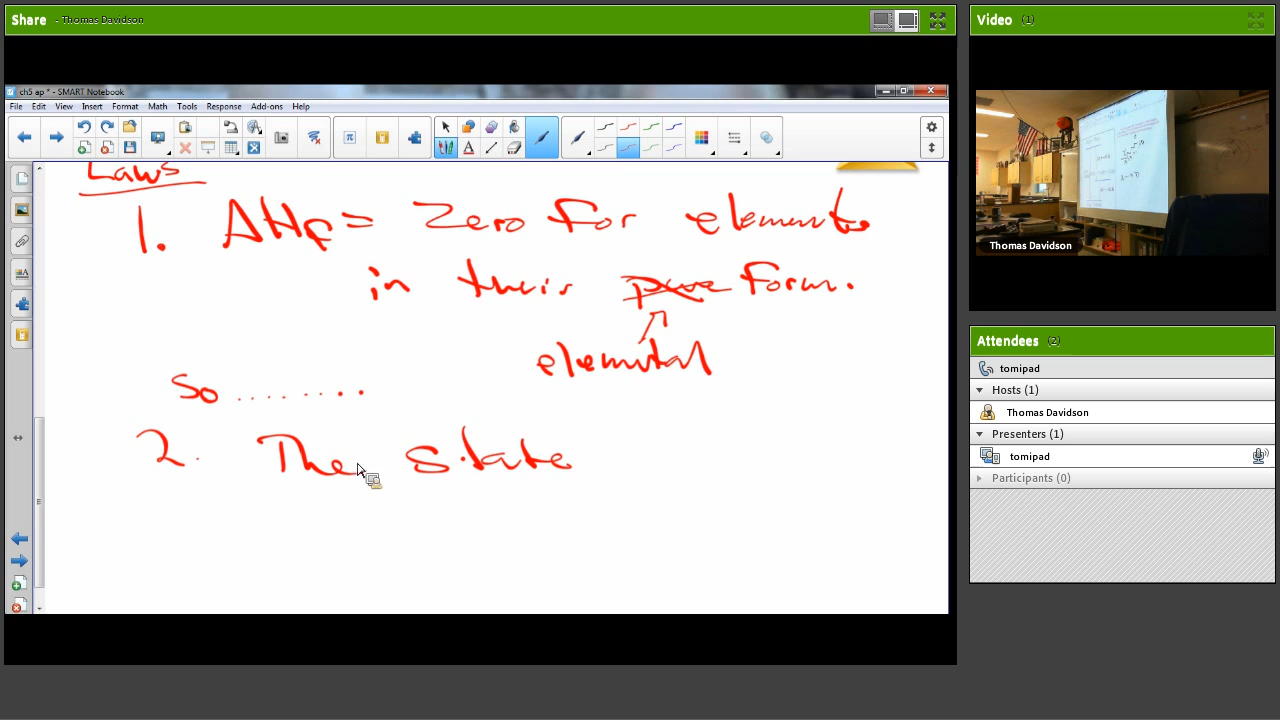 Share - Thomas Davidson
ch5 ap * - SMART Notebook
File Edit View Insert Format Math Tools Response Add-ons Help
Laws
1. ΔHf = Zero for elements
in their pure form.
elemental
So ........
2. The state
Video (1)
Thomas Davidson
Attendees (2)
tomipad
Hosts (1)
Thomas Davidson
Presenters (1)
tomipad
Participants (0)